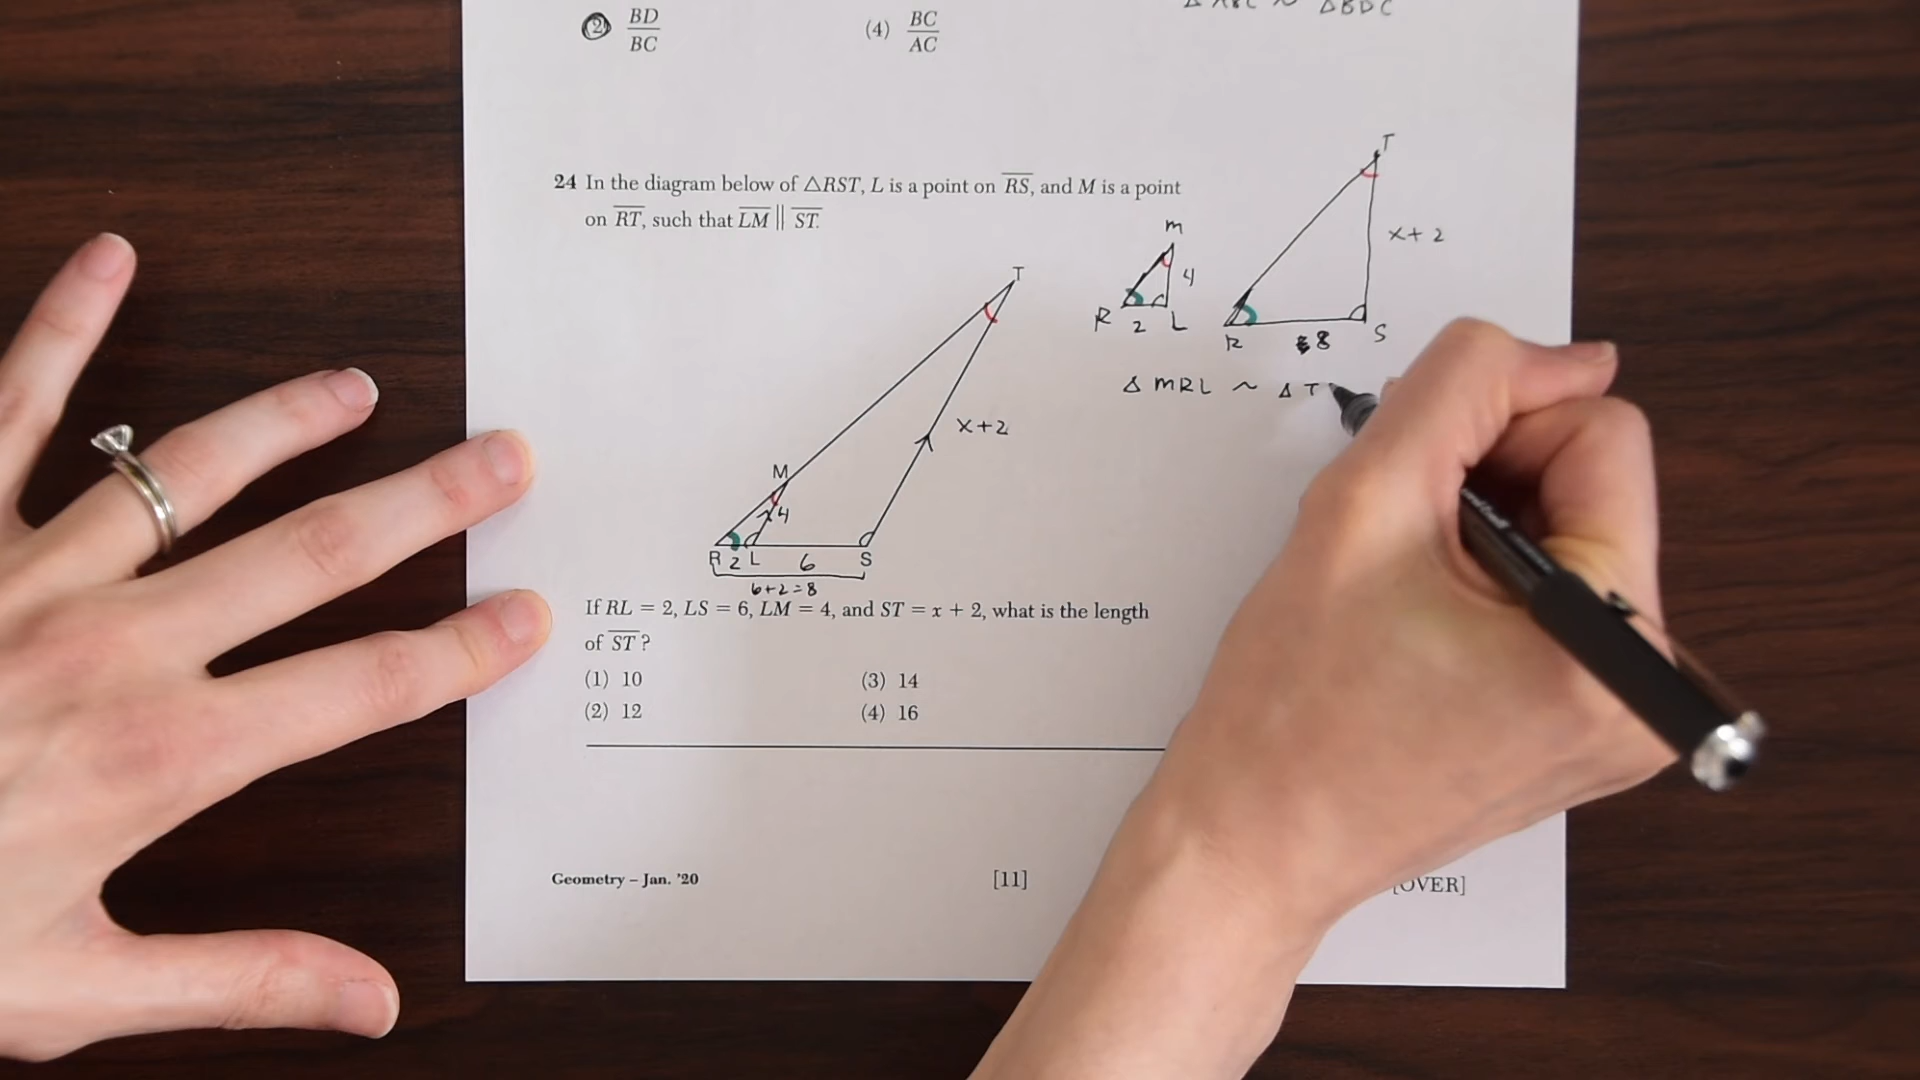 △ABC ~ △BDC
(2) BD/BC (4) BC/AC
24 In the diagram below of △RST, L is a point on RS, and M is a point
on RT, such that LM || ST.
T
x+2
M
4
R 2 L 6 S
6+2=8
m
4
R 2 L
T
x+2
R 8 S
△ MRL ~ △ T
If RL = 2, LS = 6, LM = 4, and ST = x + 2, what is the length
of ST?
(1) 10 (3) 14
(2) 12 (4) 16
Geometry – Jan. '20 [11] [OVER]